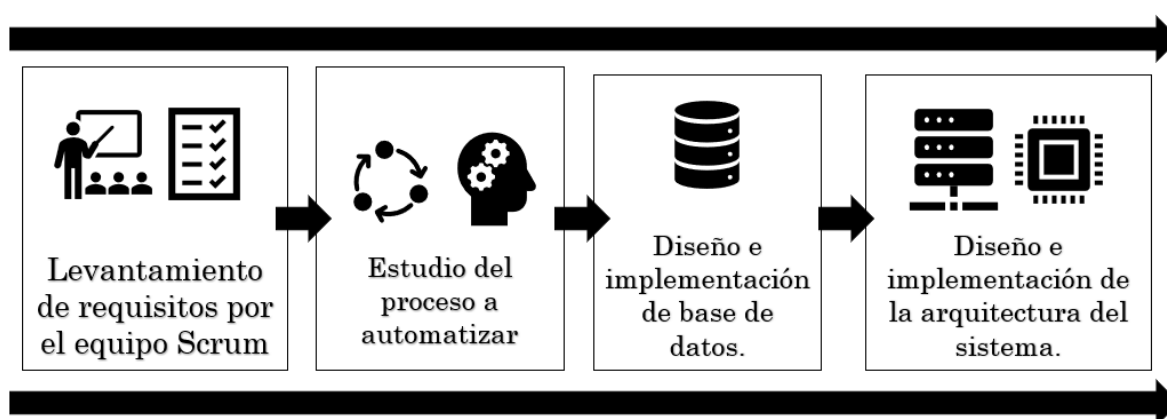 Levantamiento
de requisitos por
el equipo Scrum
Estudio del
proceso a
automatizar
Diseño e
implementación
de base de
datos.
Diseño e
implementación de
la arquitectura del
sistema.